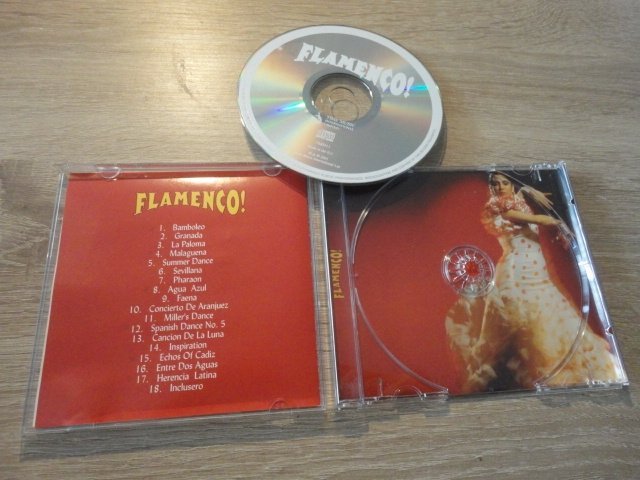 FLAMENCO!
FLAMENCO!
1. Bamboleo
2. Granada
3. La Paloma
4. Malaguena
5. Summer Dance
6. Sevillana
7. Pharaon
8. Agua Azul
9. Faena
10. Concierto De Aranjuez
11. Miller's Dance
12. Spanish Dance No. 5
13. Cancion De La Luna
14. Inspiration
15. Echos Of Cadiz
16. Entre Dos Aguas
17. Herencia Latina
18. Inclusero
FLAMENCO!